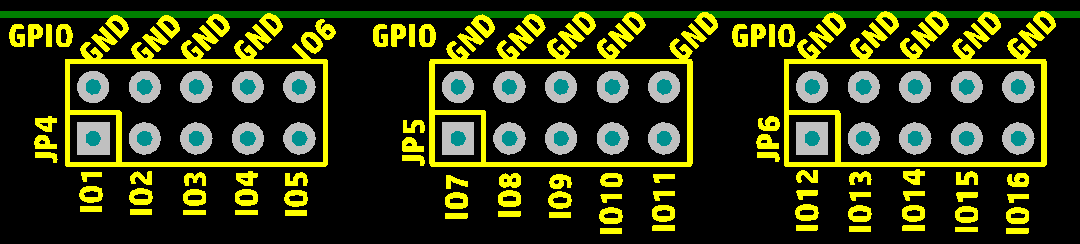 GPIO GND GND GND GND IO6
JP4
IO1 IO2 IO3 IO4 IO5
GPIO GND GND GND GND GND
JP5
IO7 IO8 IO9 IO10 IO11
GPIO GND GND GND GND GND
JP6
IO12 IO13 IO14 IO15 IO16